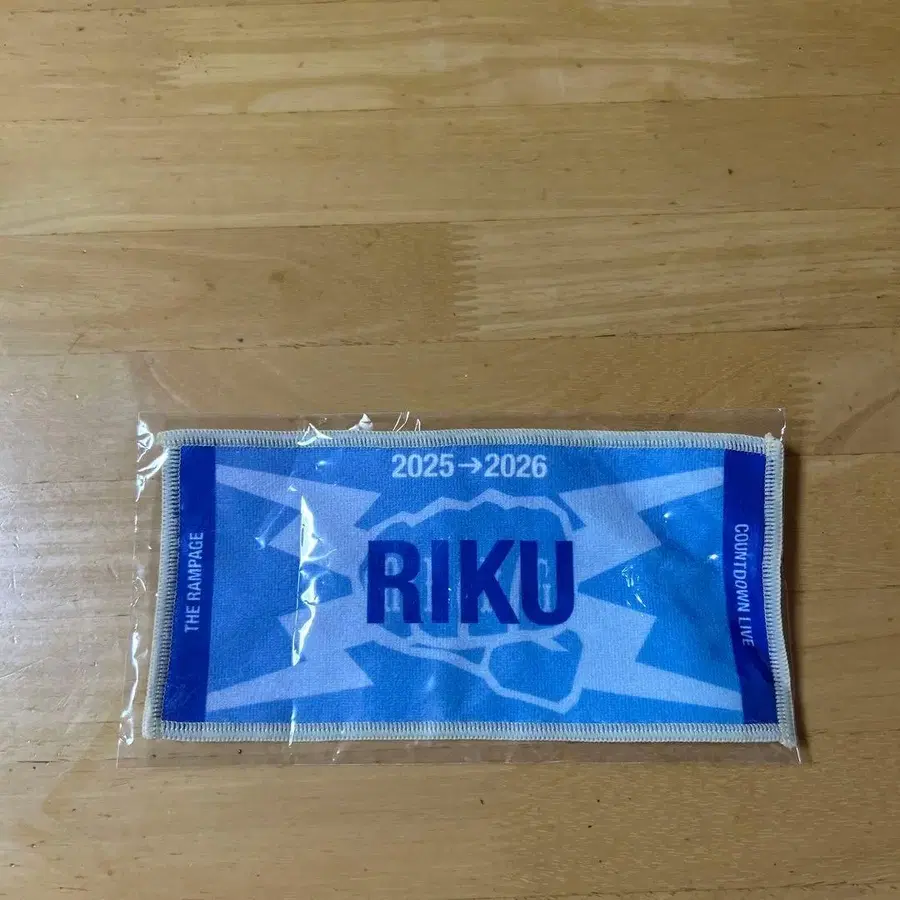 2025→2026
THE RAMPAGE
RIKU
COUNTDOWN LIVE